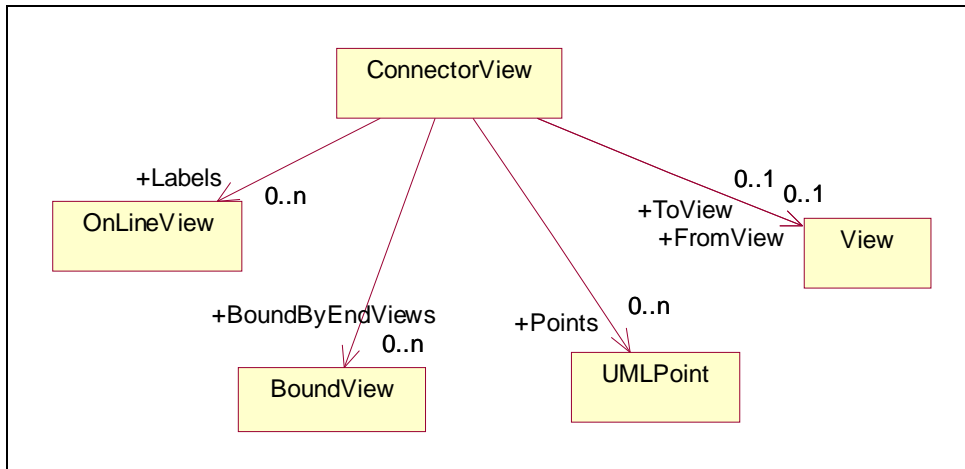 ConnectorView
+Labels
0..n
0..1
0..1
+ToView
OnLineView
+FromView
View
+BoundByEndViews
0..n
+Points
0..n
BoundView
UMLPoint